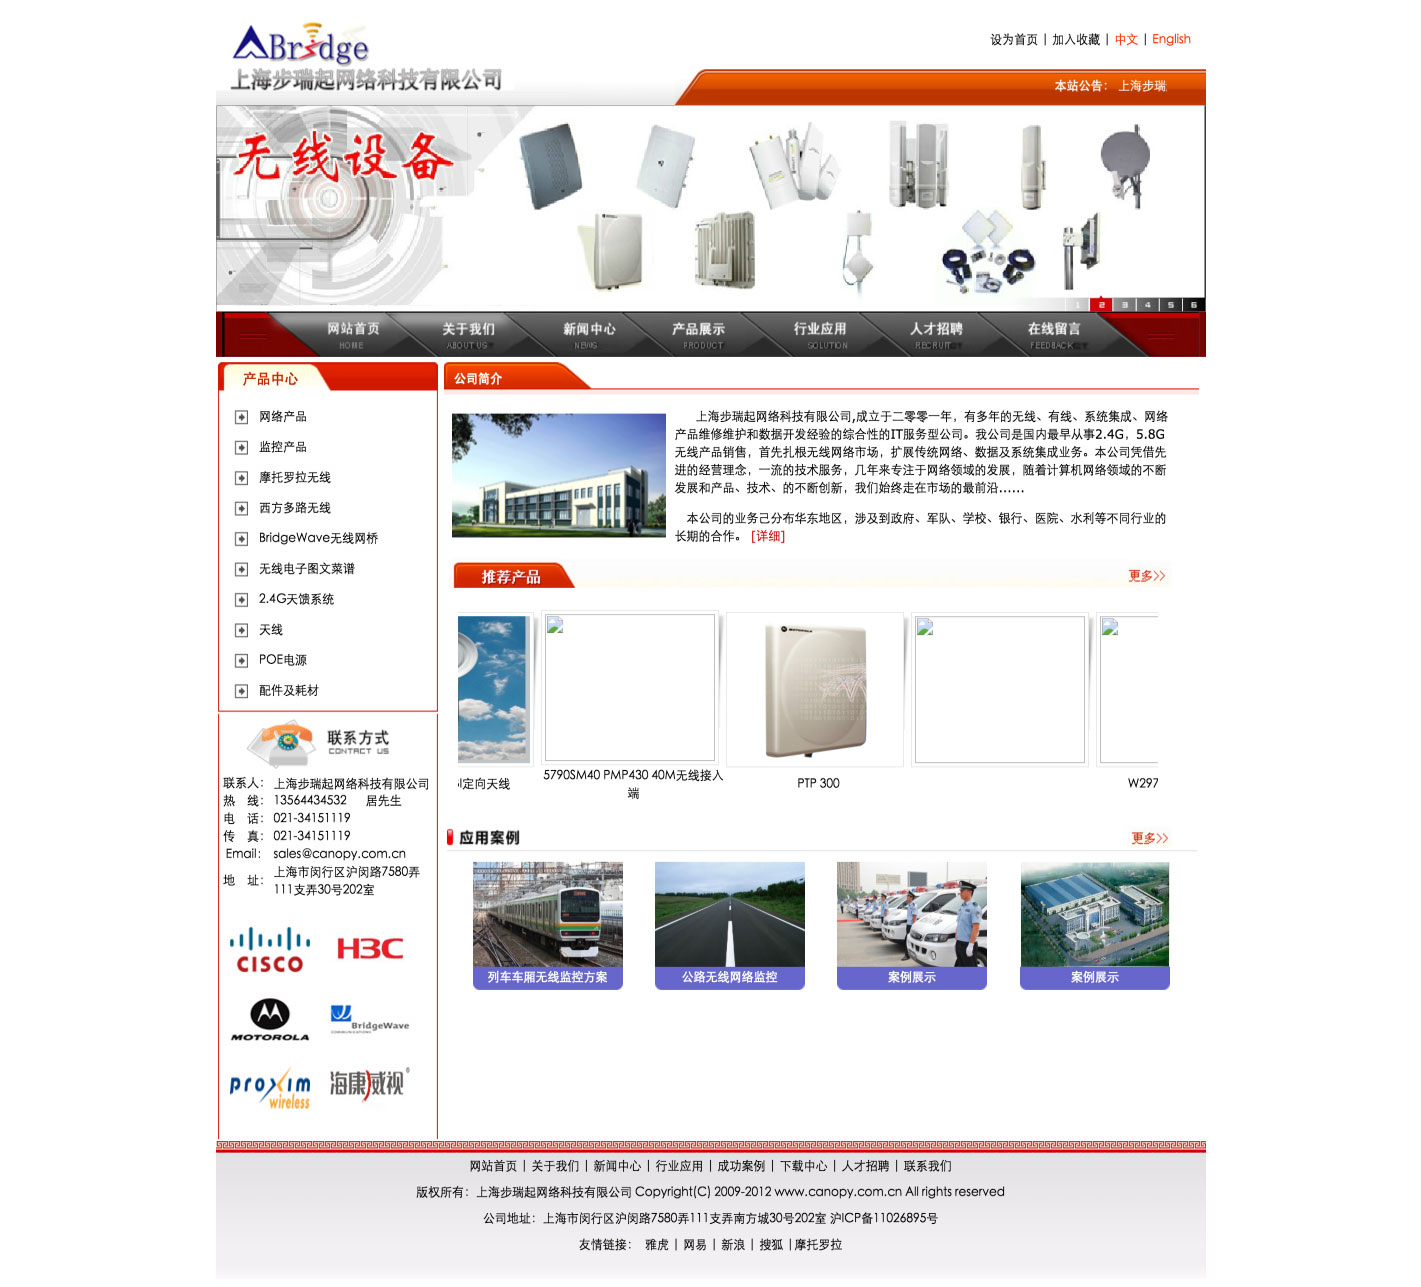 ABridge
上海步瑞起网络科技有限公司
设为首页 | 加入收藏 | 中文 | English
本站公告： 上海步瑞
无线设备
1 2 3 4 5 6
网站首页 关于我们 新闻中心 产品展示 行业应用 人才招聘 在线留言
HOME ABOUT US NEWS PRODUCT SOLUTION RECRUIT FEEDBACK
产品中心
网络产品
监控产品
摩托罗拉无线
西方多路无线
BridgeWave无线网桥
无线电子图文菜谱
2.4G天馈系统
天线
POE电源
配件及耗材
联系方式
CONTACT US
联系人： 上海步瑞起网络科技有限公司
热 线： 13564434532 居先生
电 话： 021-34151119
传 真： 021-34151119
Email： sales@canopy.com.cn
地 址： 上海市闵行区沪闵路7580弄
111支弄30号202室
CISCO H3C
MOTOROLA BridgeWave
COMMUNICATIONS
proxim
wireless
海康威视®
公司简介
上海步瑞起网络科技有限公司,成立于二零零一年，有多年的无线、有线、系统集成、网络
产品维修维护和数据开发经验的综合性的IT服务型公司。我公司是国内最早从事2.4G，5.8G
无线产品销售，首先扎根无线网络市场，扩展传统网络、数据及系统集成业务。本公司凭借先
进的经营理念，一流的技术服务，几年来专注于网络领域的发展，随着计算机网络领域的不断
发展和产品、技术、的不断创新，我们始终走在市场的最前沿……
本公司的业务己分布华东地区，涉及到政府、军队、学校、银行、医院、水利等不同行业的
长期的合作。 [详细]
推荐产品
更多>>
MOTOROLA
定向天线
5790SM40 PMP430 40M无线接入
端
PTP 300
W297
应用案例
更多>>
列车车厢无线监控方案 公路无线网络监控 案例展示 案例展示
网站首页 | 关于我们 | 新闻中心 | 行业应用 | 成功案例 | 下载中心 | 人才招聘 | 联系我们
版权所有：上海步瑞起网络科技有限公司 Copyright(C) 2009-2012 www.canopy.com.cn All rights reserved
公司地址：上海市闵行区沪闵路7580弄111支弄南方城30号202室 沪ICP备11026895号
友情链接： 雅虎 | 网易 | 新浪 | 搜狐 |摩托罗拉